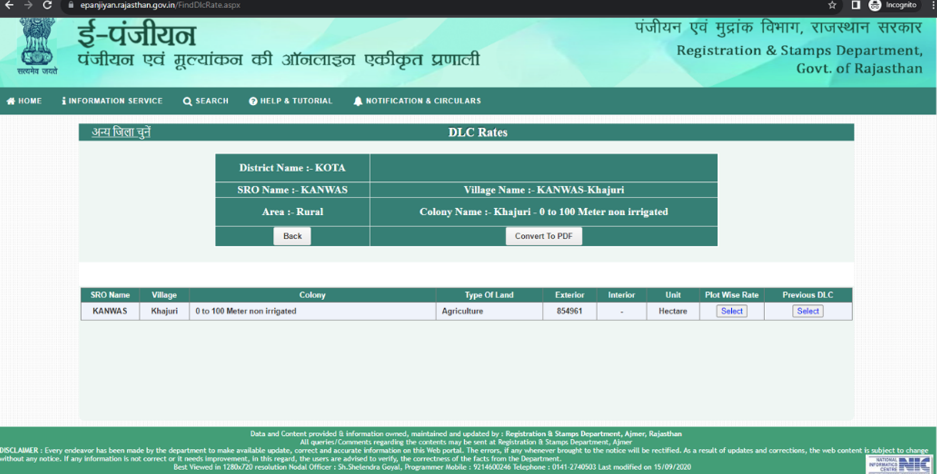 epanjiyan.rajasthan.gov.in/FindDlcRate.aspx
Incognito
सत्यमेव जयते
ई-पंजीयन
पंजीयन एवं मूल्यांकन की ऑनलाइन एकीकृत प्रणाली
पंजीयन एवं मुद्रांक विभाग, राजस्थान सरकार
Registration & Stamps Department,
Govt. of Rajasthan
HOME INFORMATION SERVICE SEARCH HELP & TUTORIAL NOTIFICATION & CIRCULARS
अन्य जिला चुनें DLC Rates
District Name :- KOTA
SRO Name :- KANWAS Village Name :- KANWAS-Khajuri
Area :- Rural Colony Name :- Khajuri - 0 to 100 Meter non irrigated
Back Convert To PDF
SRO Name Village Colony Type Of Land Exterior Interior Unit Plot Wise Rate Previous DLC
KANWAS Khajuri 0 to 100 Meter non irrigated Agriculture 854961 - Hectare Select Select
Data and Content provided & information owned, maintained and updated by : Registration & Stamps Department, Ajmer, Rajasthan
All queries/Comments regarding the contents may be sent at Registration & Stamps Department, Ajmer
DISCLAIMER : Every endeavor has been made by the department to make available update, correct and accurate information on this Web portal. The errors, if any whenever brought to the notice will be rectified. As a result of updates and corrections, the web content is subject to change
without any notice. If any information is not correct or it needs improvement, in this regard, the users are advised to verify, the correctness of the facts from the Department.
Best Viewed in 1280x720 resolution Nodal Officer : Sh.Shelendra Goyal, Programmer Mobile : 9214600246 Telephone : 0141-2740503 Last modified on 15/09/2020
NATIONAL
INFORMATICS
CENTRE
NIC